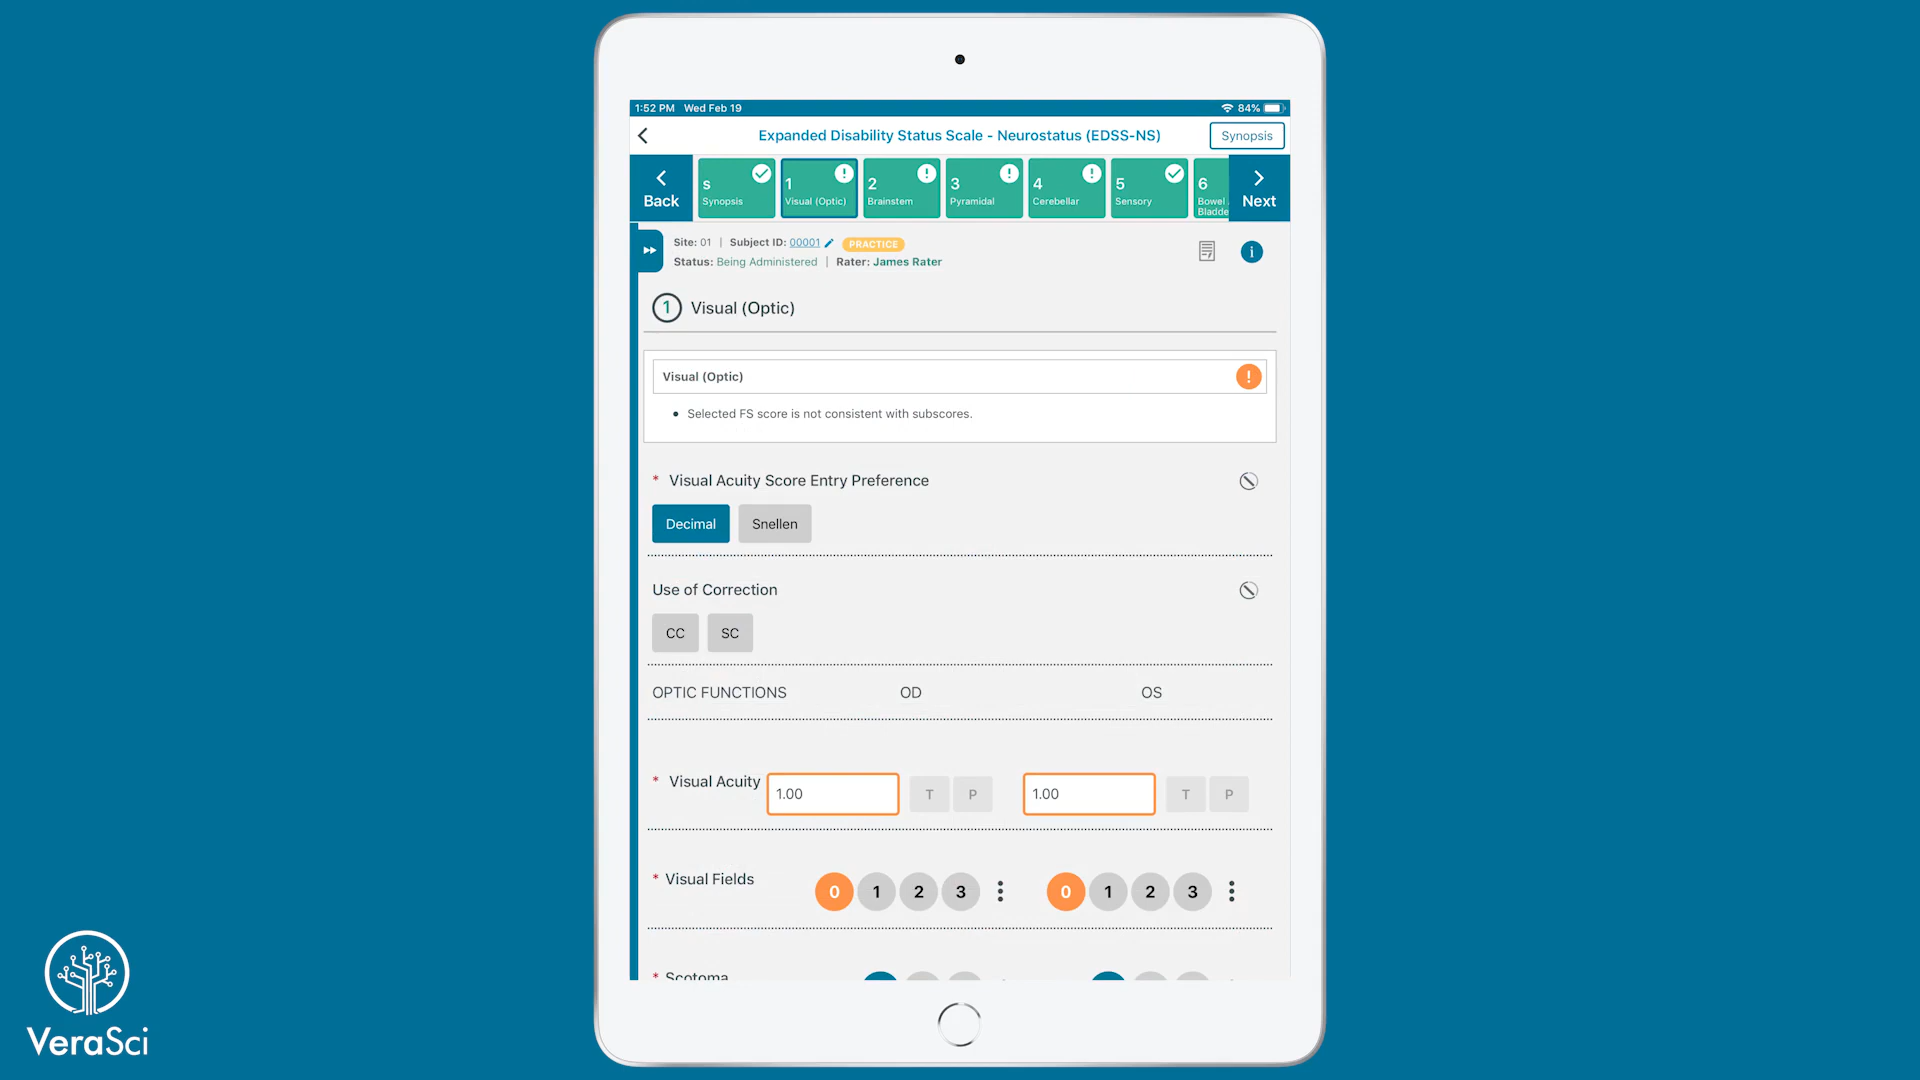 1:52 PM Wed Feb 19
84%
Expanded Disability Status Scale - Neurostatus (EDSS-NS)
Synopsis
Back
s
Synopsis
1
Visual (Optic)
2
Brainstem
3
Pyramidal
4
Cerebellar
5
Sensory
6
Bowel
Bladde
Next
Site: 01 | Subject ID: 00001 PRACTICE
Status: Being Administered | Rater: James Rater
1 Visual (Optic)
Visual (Optic)
!
• Selected FS score is not consistent with subscores.
* Visual Acuity Score Entry Preference
Decimal Snellen
Use of Correction
CC SC
OPTIC FUNCTIONS OD OS
* Visual Acuity 1.00 T P 1.00 T P
* Visual Fields 0 1 2 3 0 1 2 3
* Scotoma
VeraSci